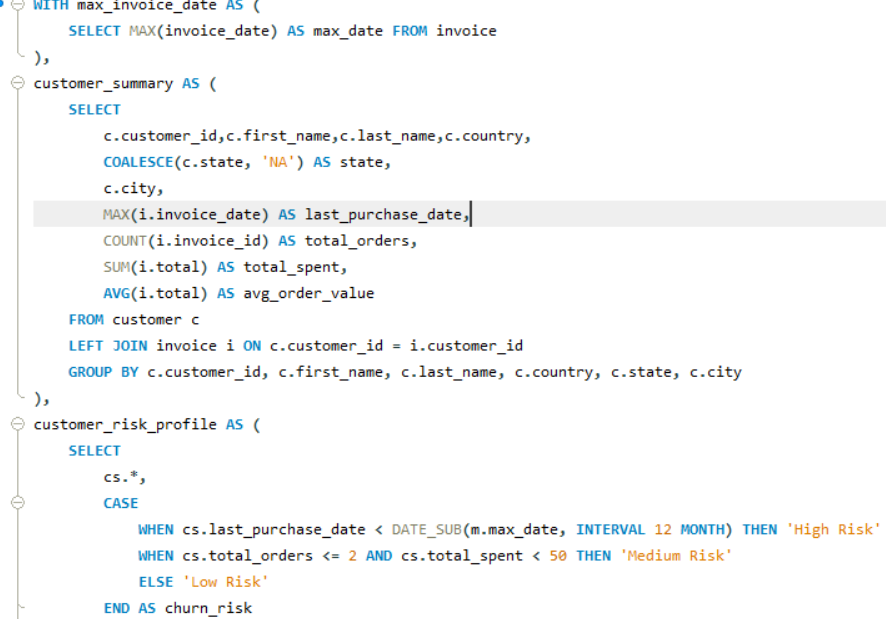 WITH max_invoice_date AS (
SELECT MAX(invoice_date) AS max_date FROM invoice
),
customer_summary AS (
SELECT
c.customer_id,c.first_name,c.last_name,c.country,
COALESCE(c.state, 'NA') AS state,
c.city,
MAX(i.invoice_date) AS last_purchase_date,
COUNT(i.invoice_id) AS total_orders,
SUM(i.total) AS total_spent,
AVG(i.total) AS avg_order_value
FROM customer c
LEFT JOIN invoice i ON c.customer_id = i.customer_id
GROUP BY c.customer_id, c.first_name, c.last_name, c.country, c.state, c.city
),
customer_risk_profile AS (
SELECT
cs.*,
CASE
WHEN cs.last_purchase_date < DATE_SUB(m.max_date, INTERVAL 12 MONTH) THEN 'High Risk'
WHEN cs.total_orders <= 2 AND cs.total_spent < 50 THEN 'Medium Risk'
ELSE 'Low Risk'
END AS churn_risk